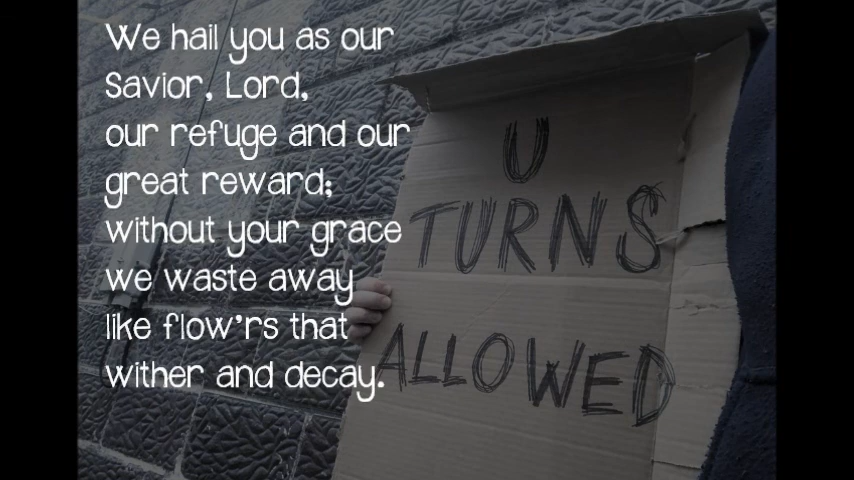 We hail you as our
Savior, Lord,
our refuge and our
great reward;
without your grace
we waste away
like flow'rs that
wither and decay.
U
TURNS
ALLOWED